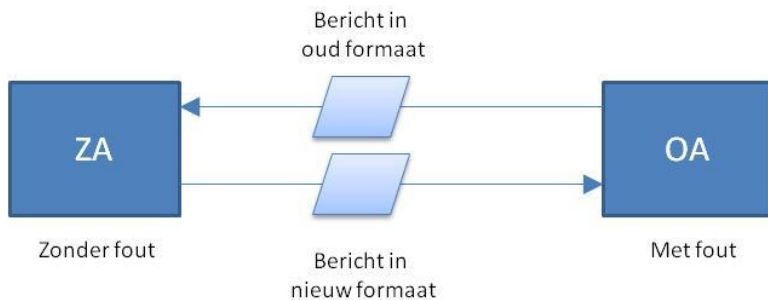 Bericht in
oud formaat
ZA
OA
Zonder fout
Met fout
Bericht in
nieuw formaat